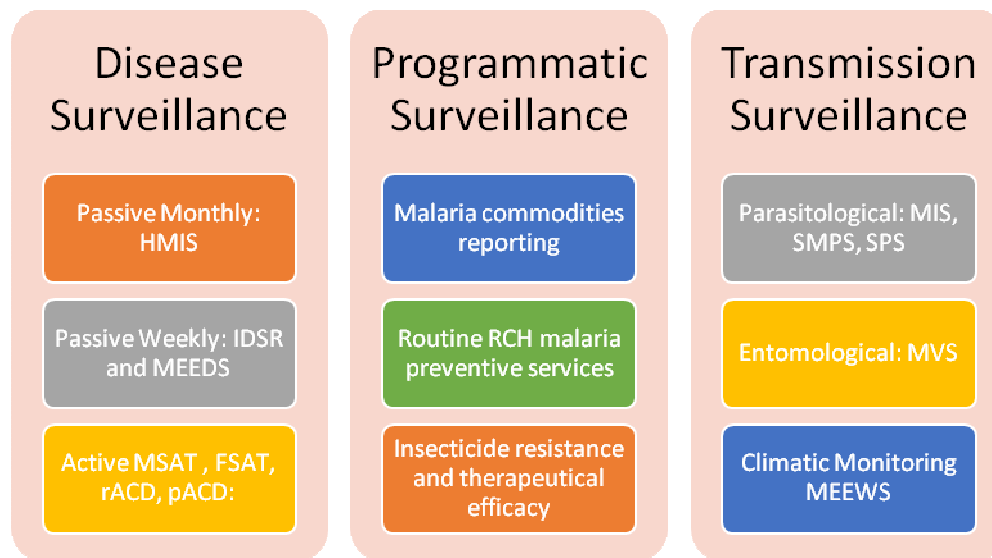 Disease
Surveillance
Passive Monthly:
HMIS
Passive Weekly: IDSR
and MEEDS
Active MSAT , FSAT,
rACD, pACD:
Programmatic
Surveillance
Malaria commodities
reporting
Routine RCH malaria
preventive services
Insecticide resistance
and therapeutical
efficacy
Transmission
Surveillance
Parasitological: MIS,
SMPS, SPS
Entomological: MVS
Climatic Monitoring
MEEWS